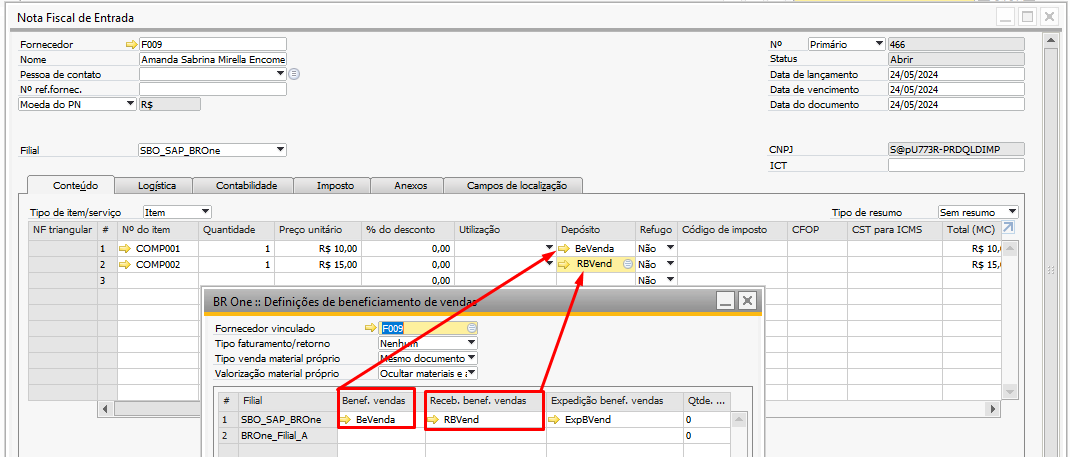 Nota Fiscal de Entrada
Fornecedor F009 Nº Primário 466
Nome Amanda Sabrina Mirella Encome Status Abrir
Pessoa de contato Data de lançamento 24/05/2024
Nº ref.fornec. Data de vencimento 24/05/2024
Moeda do PN R$ Data do documento 24/05/2024
Filial SBO_SAP_BROne CNPJ S@pU773R-PRDQLDIMP
ICT
Conteúdo Logística Contabilidade Imposto Anexos Campos de localização
Tipo de item/serviço Item Tipo de resumo Sem resumo
NF triangular # Nº do item Quantidade Preço unitário % do desconto Utilização Depósito Refugo Código de imposto CFOP CST para ICMS Total (MC)
1 COMP001 1 R$ 10,00 0,00 BeVenda Não R$ 10,
2 COMP002 1 R$ 15,00 0,00 RBVend Não R$ 15,
3 0,00 Não
BR One :: Definições de beneficiamento de vendas
Fornecedor vinculado F009
Tipo faturamento/retorno Nenhum
Tipo venda material próprio Mesmo documento
Valorização material próprio Ocultar materiais e
# Filial Benef. vendas Receb. benef. vendas Expedição benef. vendas Qtde. ...
1 SBO_SAP_BROne BeVenda RBVend ExpBVend 0
2 BROne_Filial_A 0